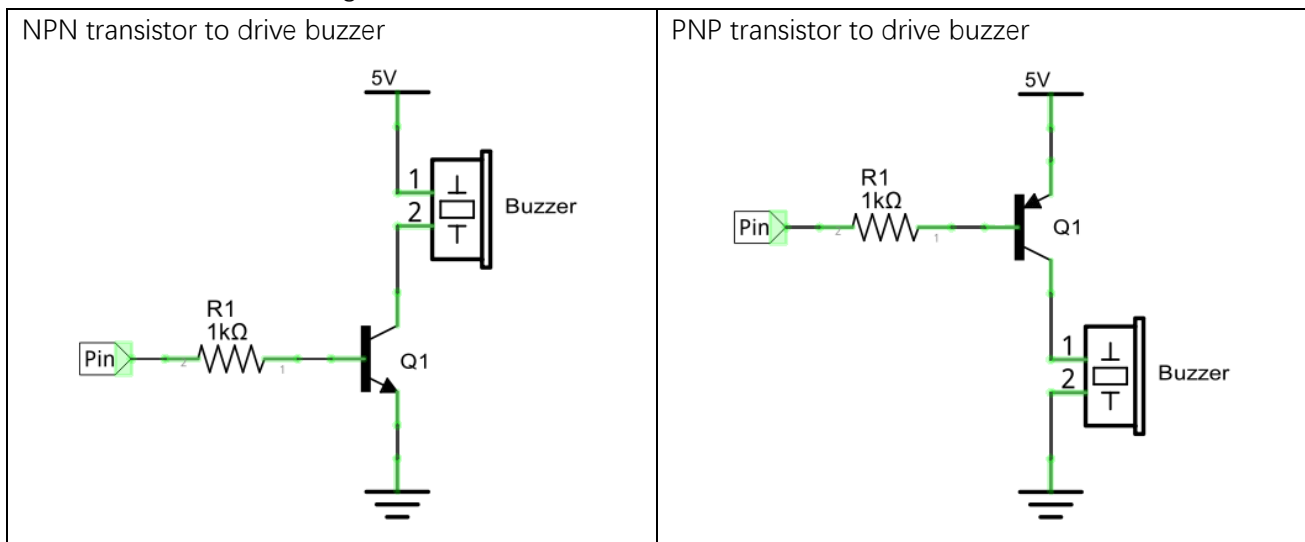 NPN transistor to drive buzzer
5V
1
2
Buzzer
R1
1kΩ
Pin
2
1
Q1
PNP transistor to drive buzzer
5V
R1
1kΩ
Pin
2
1
Q1
1
2
Buzzer